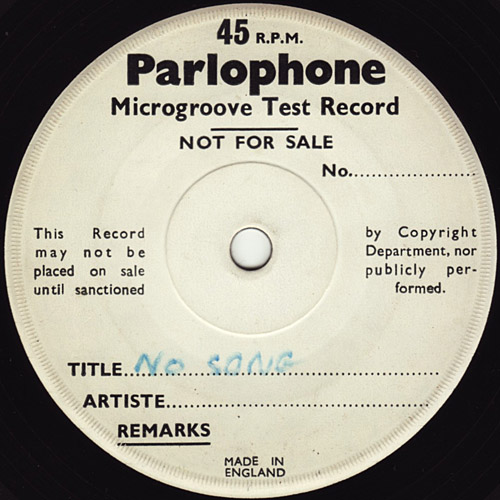 45 R.P.M.
Parlophone
Microgroove Test Record
NOT FOR SALE
No......................
This Record
may not be
placed on sale
until sanctioned
by Copyright
Department, nor
publicly per-
formed.
TITLE...NO SONG...
ARTISTE......................
REMARKS
MADE IN
ENGLAND